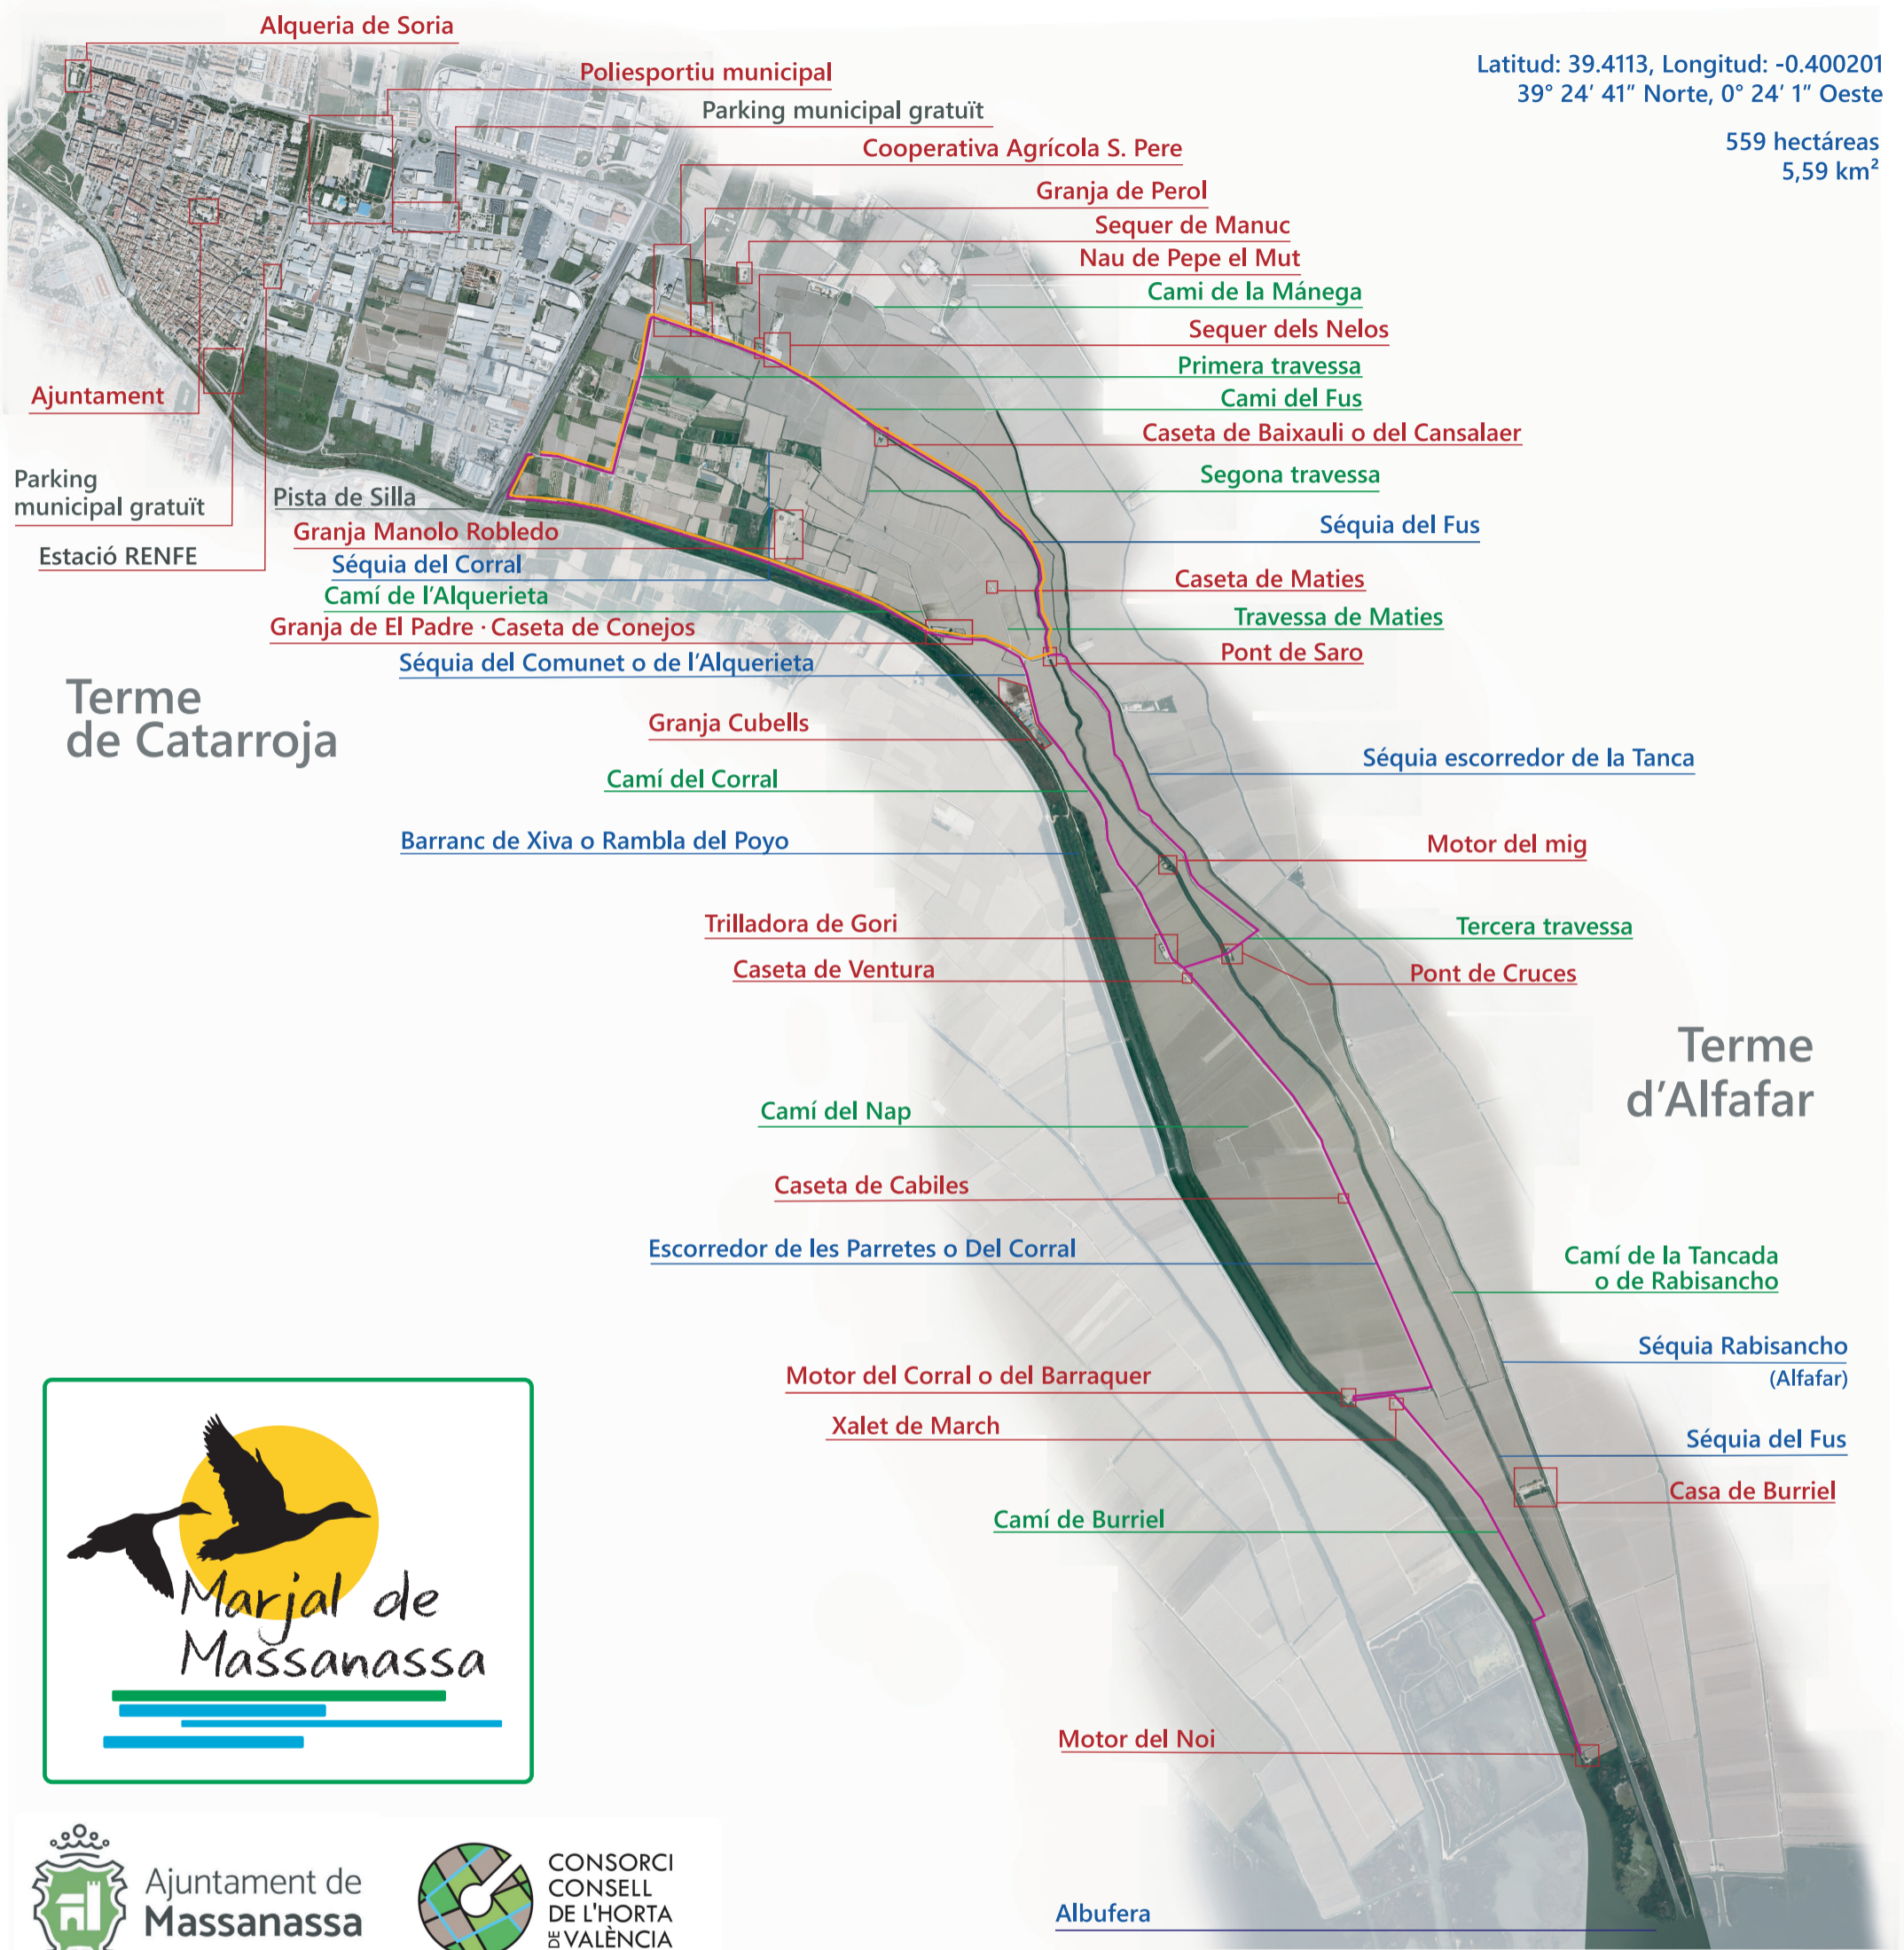 Alqueria de Soria
Poliesportiu municipal
Parking municipal gratuït
Cooperativa Agrícola S. Pere
Granja de Perol
Sequer de Manuc
Nau de Pepe el Mut
Cami de la Mánega
Sequer dels Nelos
Primera travessa
Cami del Fus
Caseta de Baixauli o del Cansalaer
Segona travessa
Séquia del Fus
Caseta de Maties
Travessa de Maties
Pont de Saro
Latitud: 39.4113, Longitud: -0.400201
39° 24′ 41″ Norte, 0° 24′ 1″ Oeste
559 hectáreas
5,59 km²
Ajuntament
Parking
municipal gratuït
Estació RENFE
Pista de Silla
Granja Manolo Robledo
Séquia del Corral
Camí de l'Alquerieta
Granja de El Padre · Caseta de Conejos
Séquia del Comunet o de l'Alquerieta
Terme
de Catarroja
Granja Cubells
Camí del Corral
Barranc de Xiva o Rambla del Poyo
Séquia escorredor de la Tanca
Motor del mig
Trilladora de Gori
Tercera travessa
Caseta de Ventura
Pont de Cruces
Terme
d'Alfafar
Camí del Nap
Caseta de Cabiles
Escorredor de les Parretes o Del Corral
Camí de la Tancada
o de Rabisancho
Séquia Rabisancho
(Alfafar)
Motor del Corral o del Barraquer
Xalet de March
Séquia del Fus
Casa de Burriel
Camí de Burriel
Motor del Noi
Albufera
Marjal de
Massanassa
Ajuntament de
Massanassa
CONSORCI
CONSELL
DE L'HORTA
DE VALÈNCIA